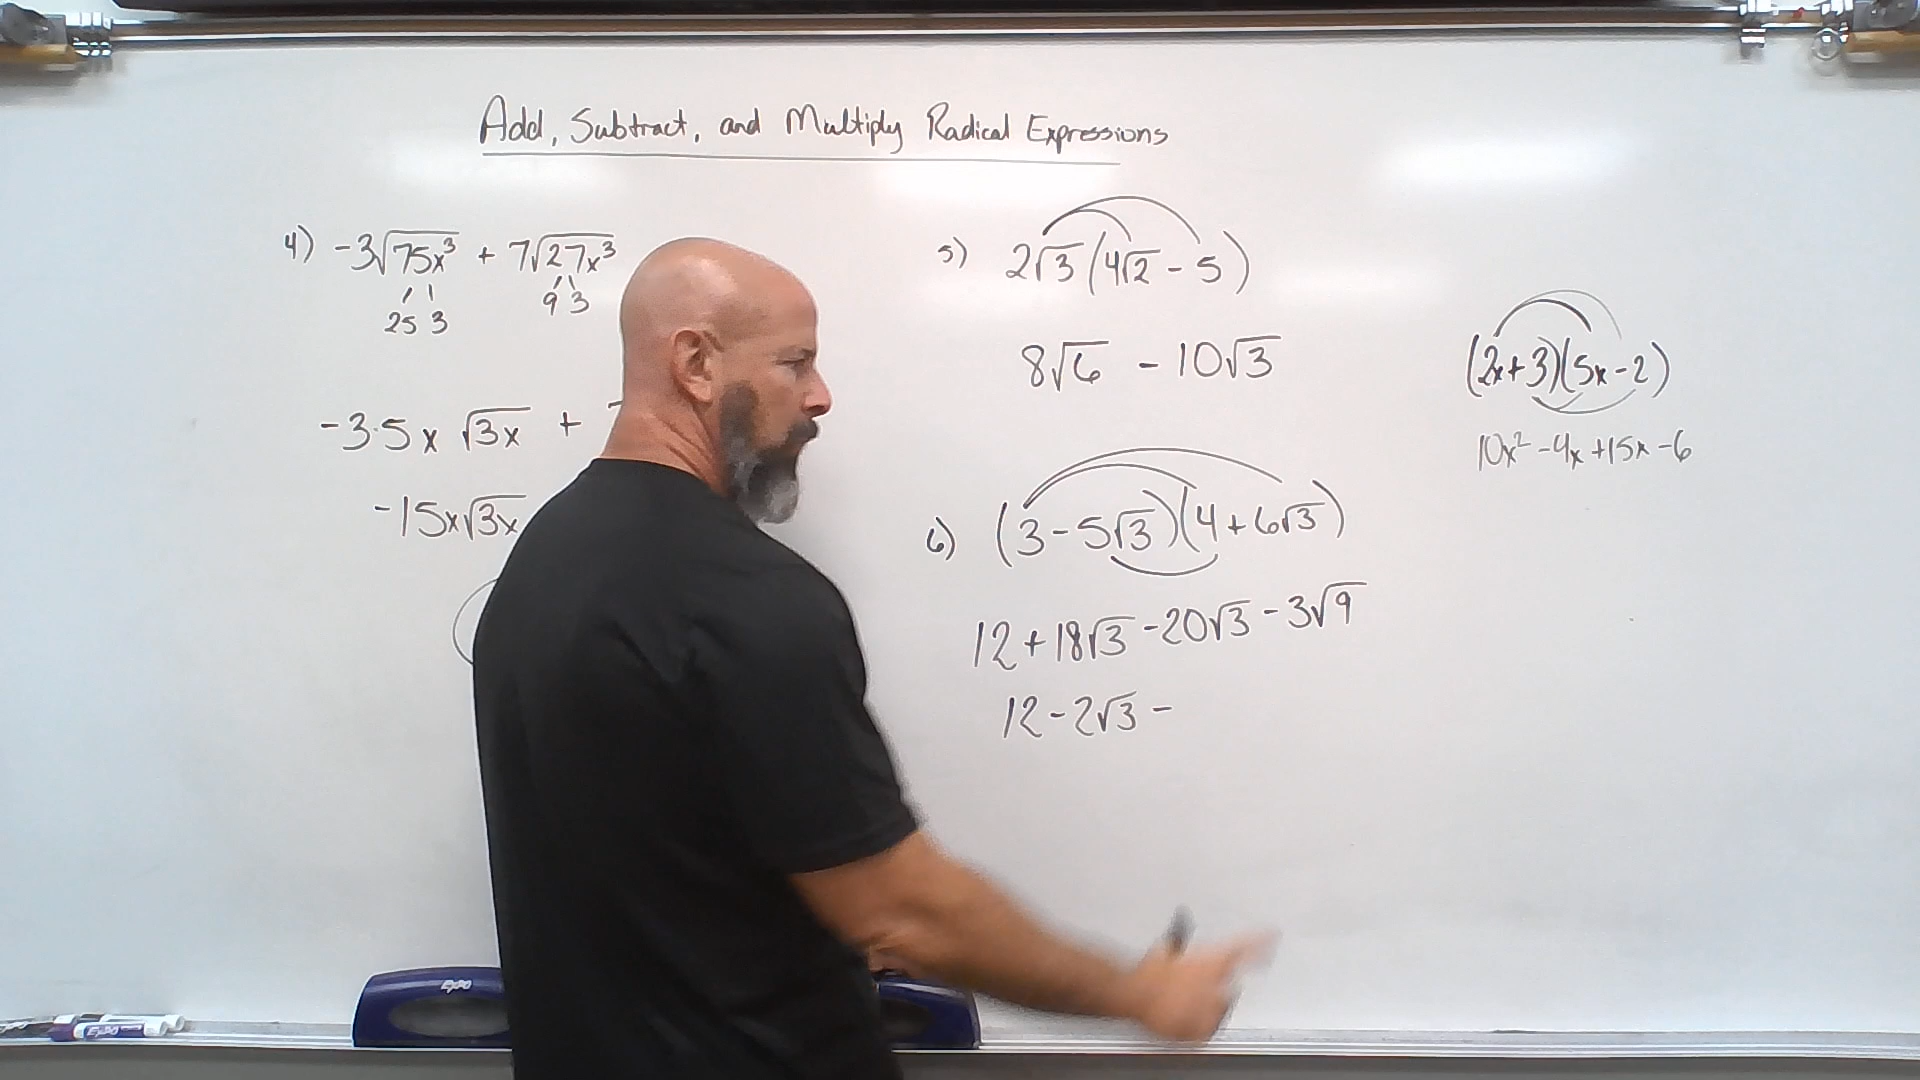 Add, Subtract, and Multiply Radical Expressions
4) -3√75x³ + 7√27x³
25 3
9 3
-3·5x √3x +
-15x√3x
5) 2√3(4√2 - 5)
8√6 - 10√3
6) (3 - 5√3)(4 + 6√3)
12 + 18√3 - 20√3 - 3√9
12 - 2√3 -
(2x+3)(5x-2)
10x² - 4x + 15x - 6
Expo
Expo